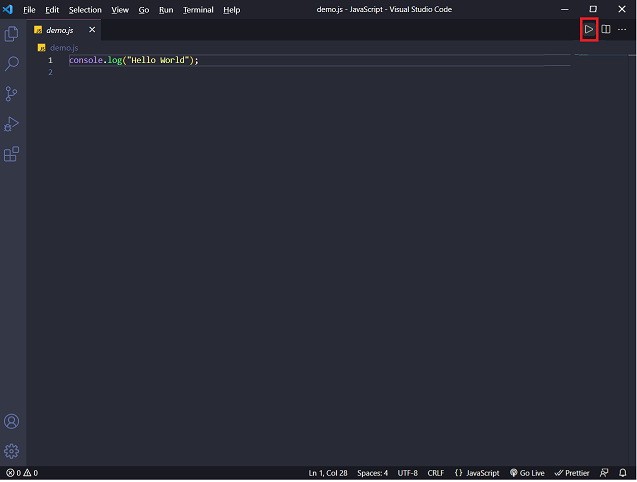 File Edit Selection View Go Run Terminal Help demo.js - JavaScript - Visual Studio Code
JS demo.js
JS demo.js
1 console.log("Hello World");
2
0 0 Ln 1, Col 28 Spaces: 4 UTF-8 CRLF {} JavaScript Go Live Prettier